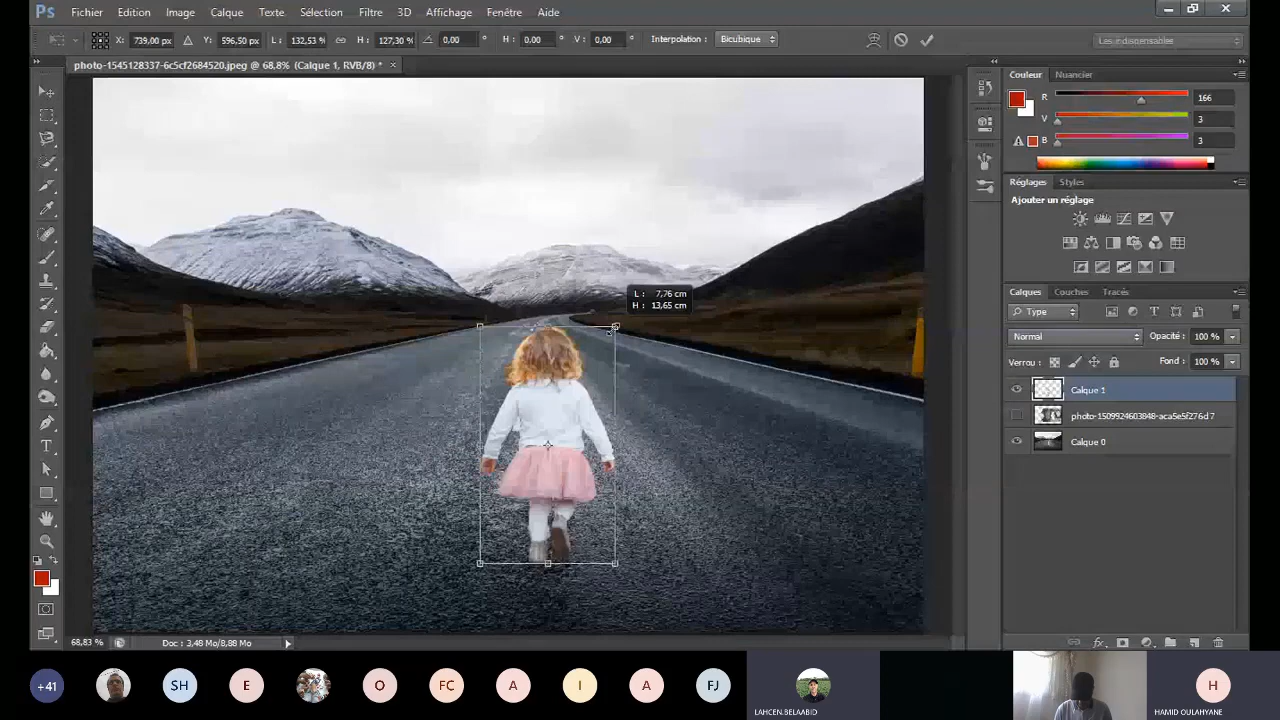 Ps Fichier Edition Image Calque Texte Sélection Filtre 3D Affichage Fenêtre Aide
X: 739,00 px Y: 596,50 px L: 132,53 % H: 127,30 % 0,00 ° H: 0,00 ° V: 0,00 ° Interpolation : Bicubique Les indispensables
photo-1545128337-6c5cf2684520.jpeg @ 68,8% (Calque 1, RVB/8) * ×
Couleur Nuancier
R 166
V 3
B 3
Réglages Styles
Ajouter un réglage
L : 7,76 cm
H : 13,65 cm
Calques Couches Tracés
Type
Normal Opacité : 100 %
Verrou : Fond : 100 %
Calque 1
photo-1509924603848-aca5e5f276d7
Calque 0
T
68,83 % Doc : 3,48 Mo/8,88 Mo
fx
+41 SH E O FC A I A FJ H
LAHCEN.BELAABID HAMID OULAHYANE